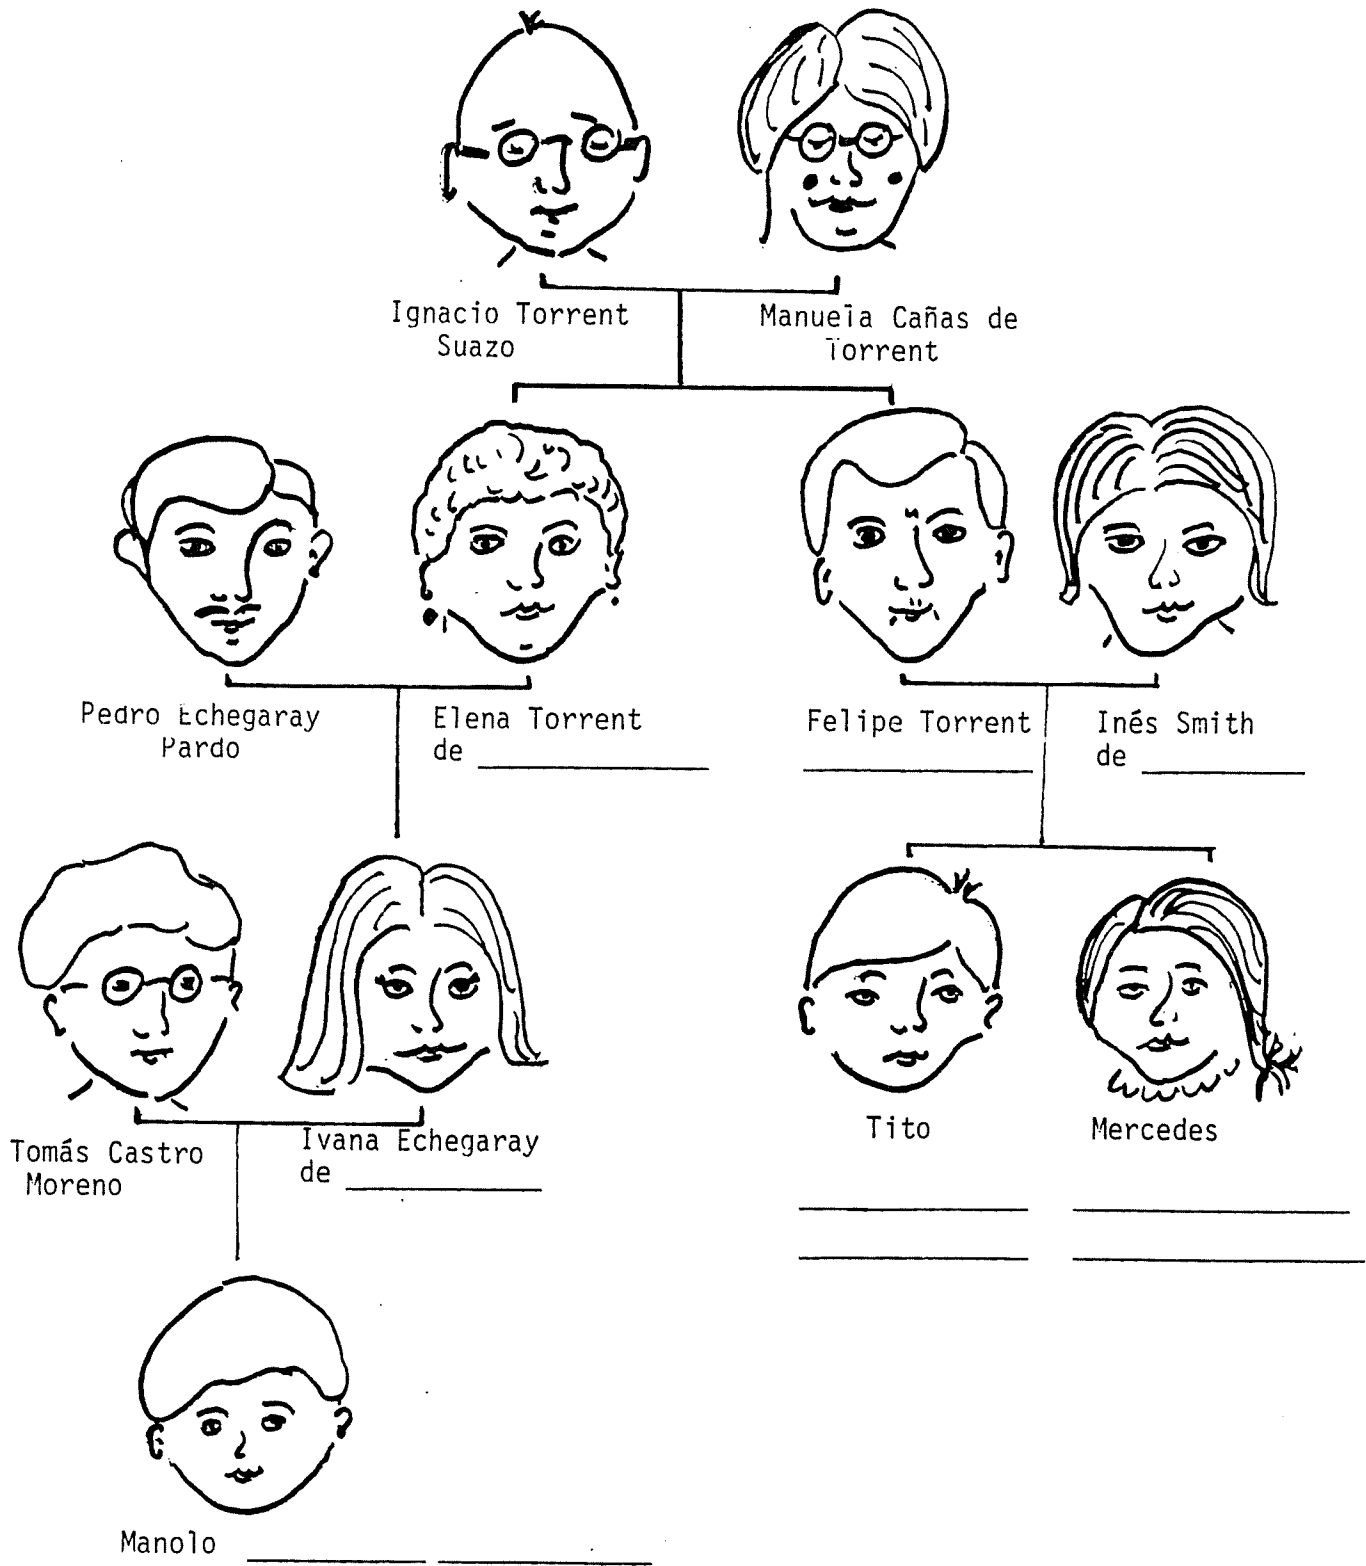 Ignacio Torrent
Suazo
Manuela Cañas de
Torrent
Pedro Echegaray
Pardo
Elena Torrent
de
Felipe Torrent
Inés Smith
de
Tomás Castro
Moreno
Ivana Echegaray
de
Tito
Mercedes
Manolo